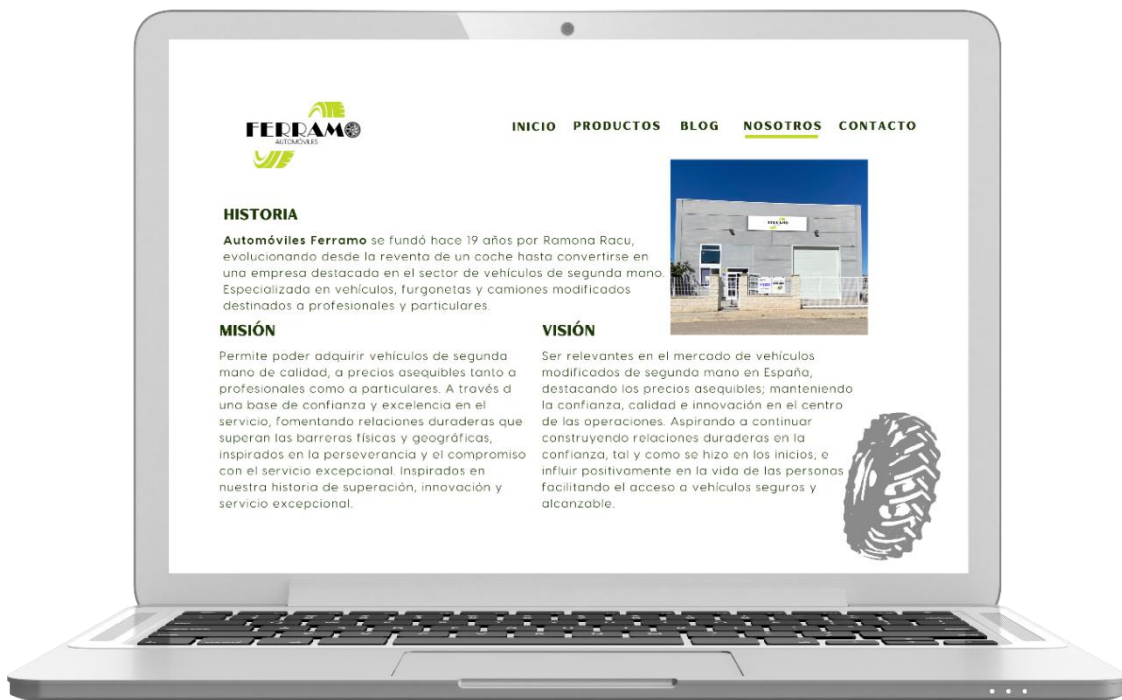 FERRAMO
AUTOMÓVILES
INICIO PRODUCTOS BLOG NOSOTROS CONTACTO
HISTORIA
Automóviles Ferramo se fundó hace 19 años por Ramona Racu,
evolucionando desde la reventa de un coche hasta convertirse en
una empresa destacada en el sector de vehículos de segunda mano.
Especializada en vehículos, furgonetas y camiones modificados
destinados a profesionales y particulares.
MISIÓN
Permite poder adquirir vehículos de segunda
mano de calidad, a precios asequibles tanto a
profesionales como a particulares. A través d
una base de confianza y excelencia en el
servicio, fomentando relaciones duraderas que
superan las barreras físicas y geográficas,
inspirados en la perseverancia y el compromiso
con el servicio excepcional. Inspirados en
nuestra historia de superación, innovación y
servicio excepcional.
VISIÓN
Ser relevantes en el mercado de vehículos
modificados de segunda mano en España,
destacando los precios asequibles; manteniendo
la confianza, calidad e innovación en el centro
de las operaciones. Aspirando a continuar
construyendo relaciones duraderas en la
confianza, tal y como se hizo en los inicios; e
influir positivamente en la vida de las personas
facilitando el acceso a vehículos seguros y
alcanzable.